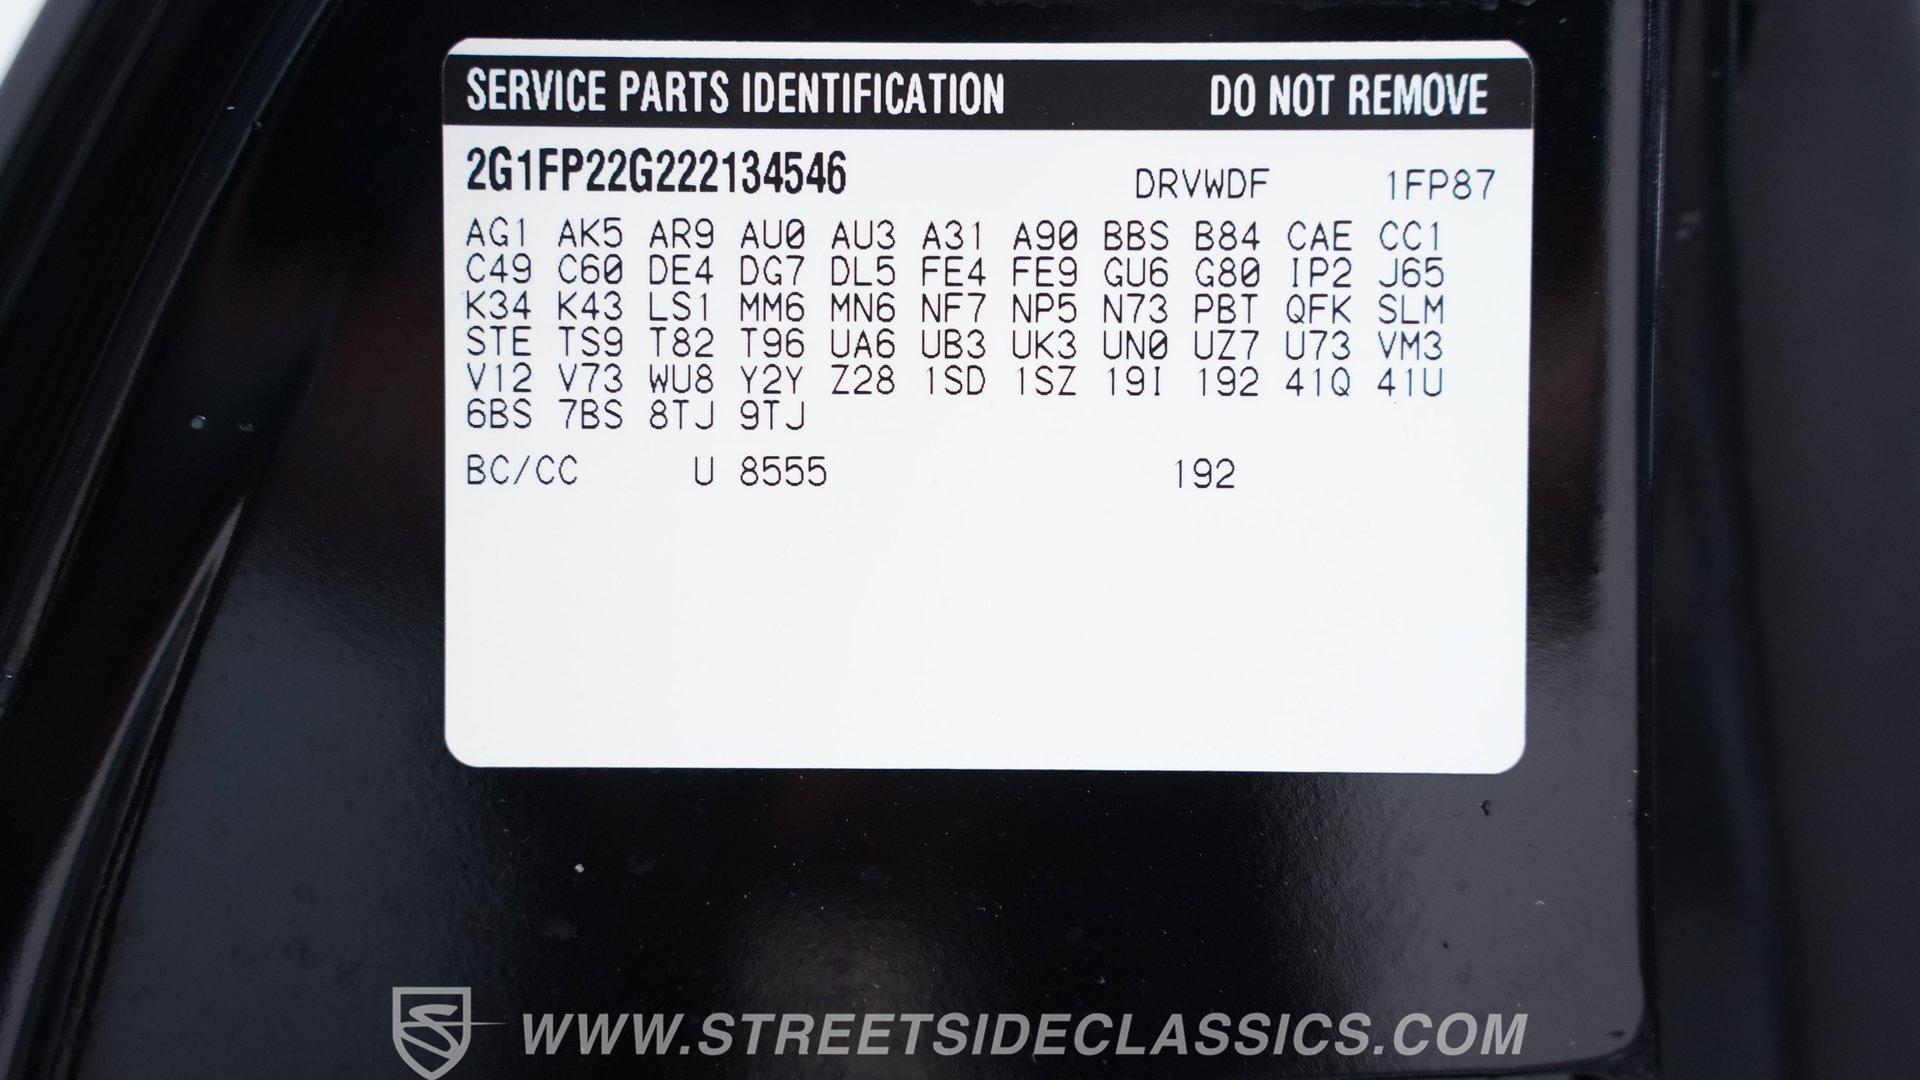 SERVICE PARTS IDENTIFICATION DO NOT REMOVE
2G1FP22G222134546 DRVWDF 1FP87
AG1 AK5 AR9 AU0 AU3 A31 A90 BBS B84 CAE CC1
C49 C60 DE4 DG7 DL5 FE4 FE9 GU6 G80 IP2 J65
K34 K43 LS1 MM6 MN6 NF7 NP5 N73 PBT QFK SLM
STE TS9 T82 T96 UA6 UB3 UK3 UN0 UZ7 U73 VM3
V12 V73 WU8 Y2Y Z28 1SD 1SZ 19I 192 41Q 41U
6BS 7BS 8TJ 9TJ
BC/CC U 8555 192
WWW.STREETSIDECLASSICS.COM